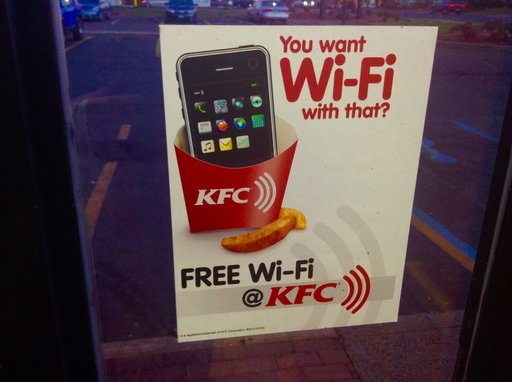 You want
Wi-Fi
with that?
KFC
FREE Wi-Fi
@ KFC